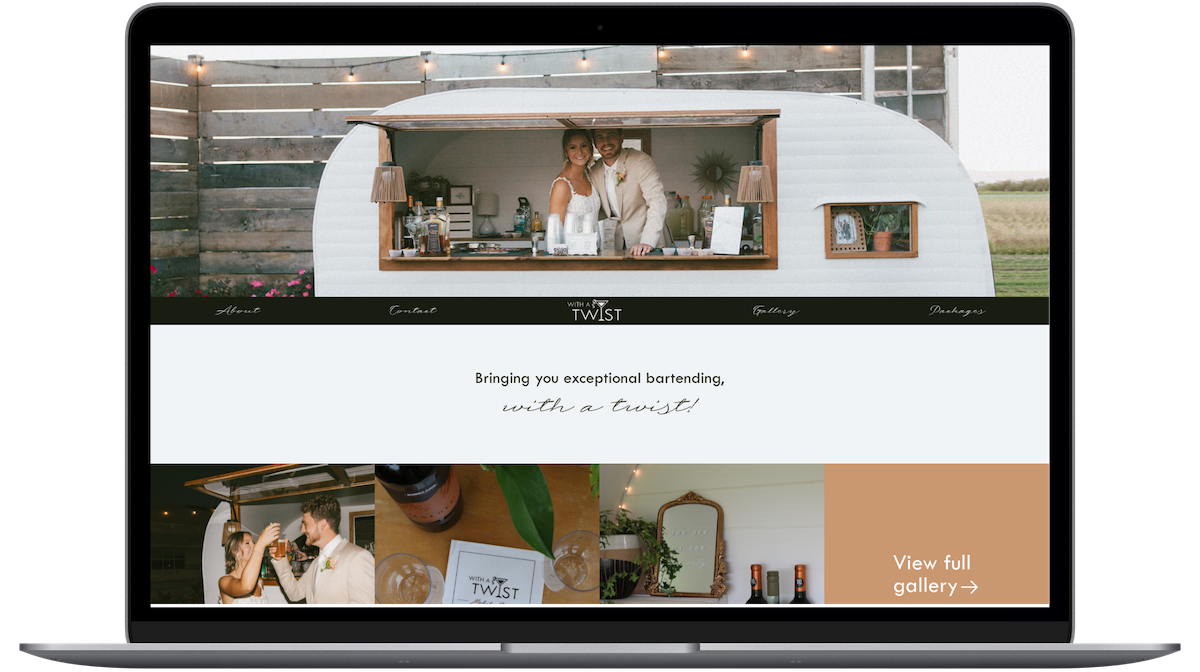 About
Contact
WITH A
TWIST
Gallery
Packages
Bringing you exceptional bartending,
with a twist!
WITH A
TWIST
View full
gallery→